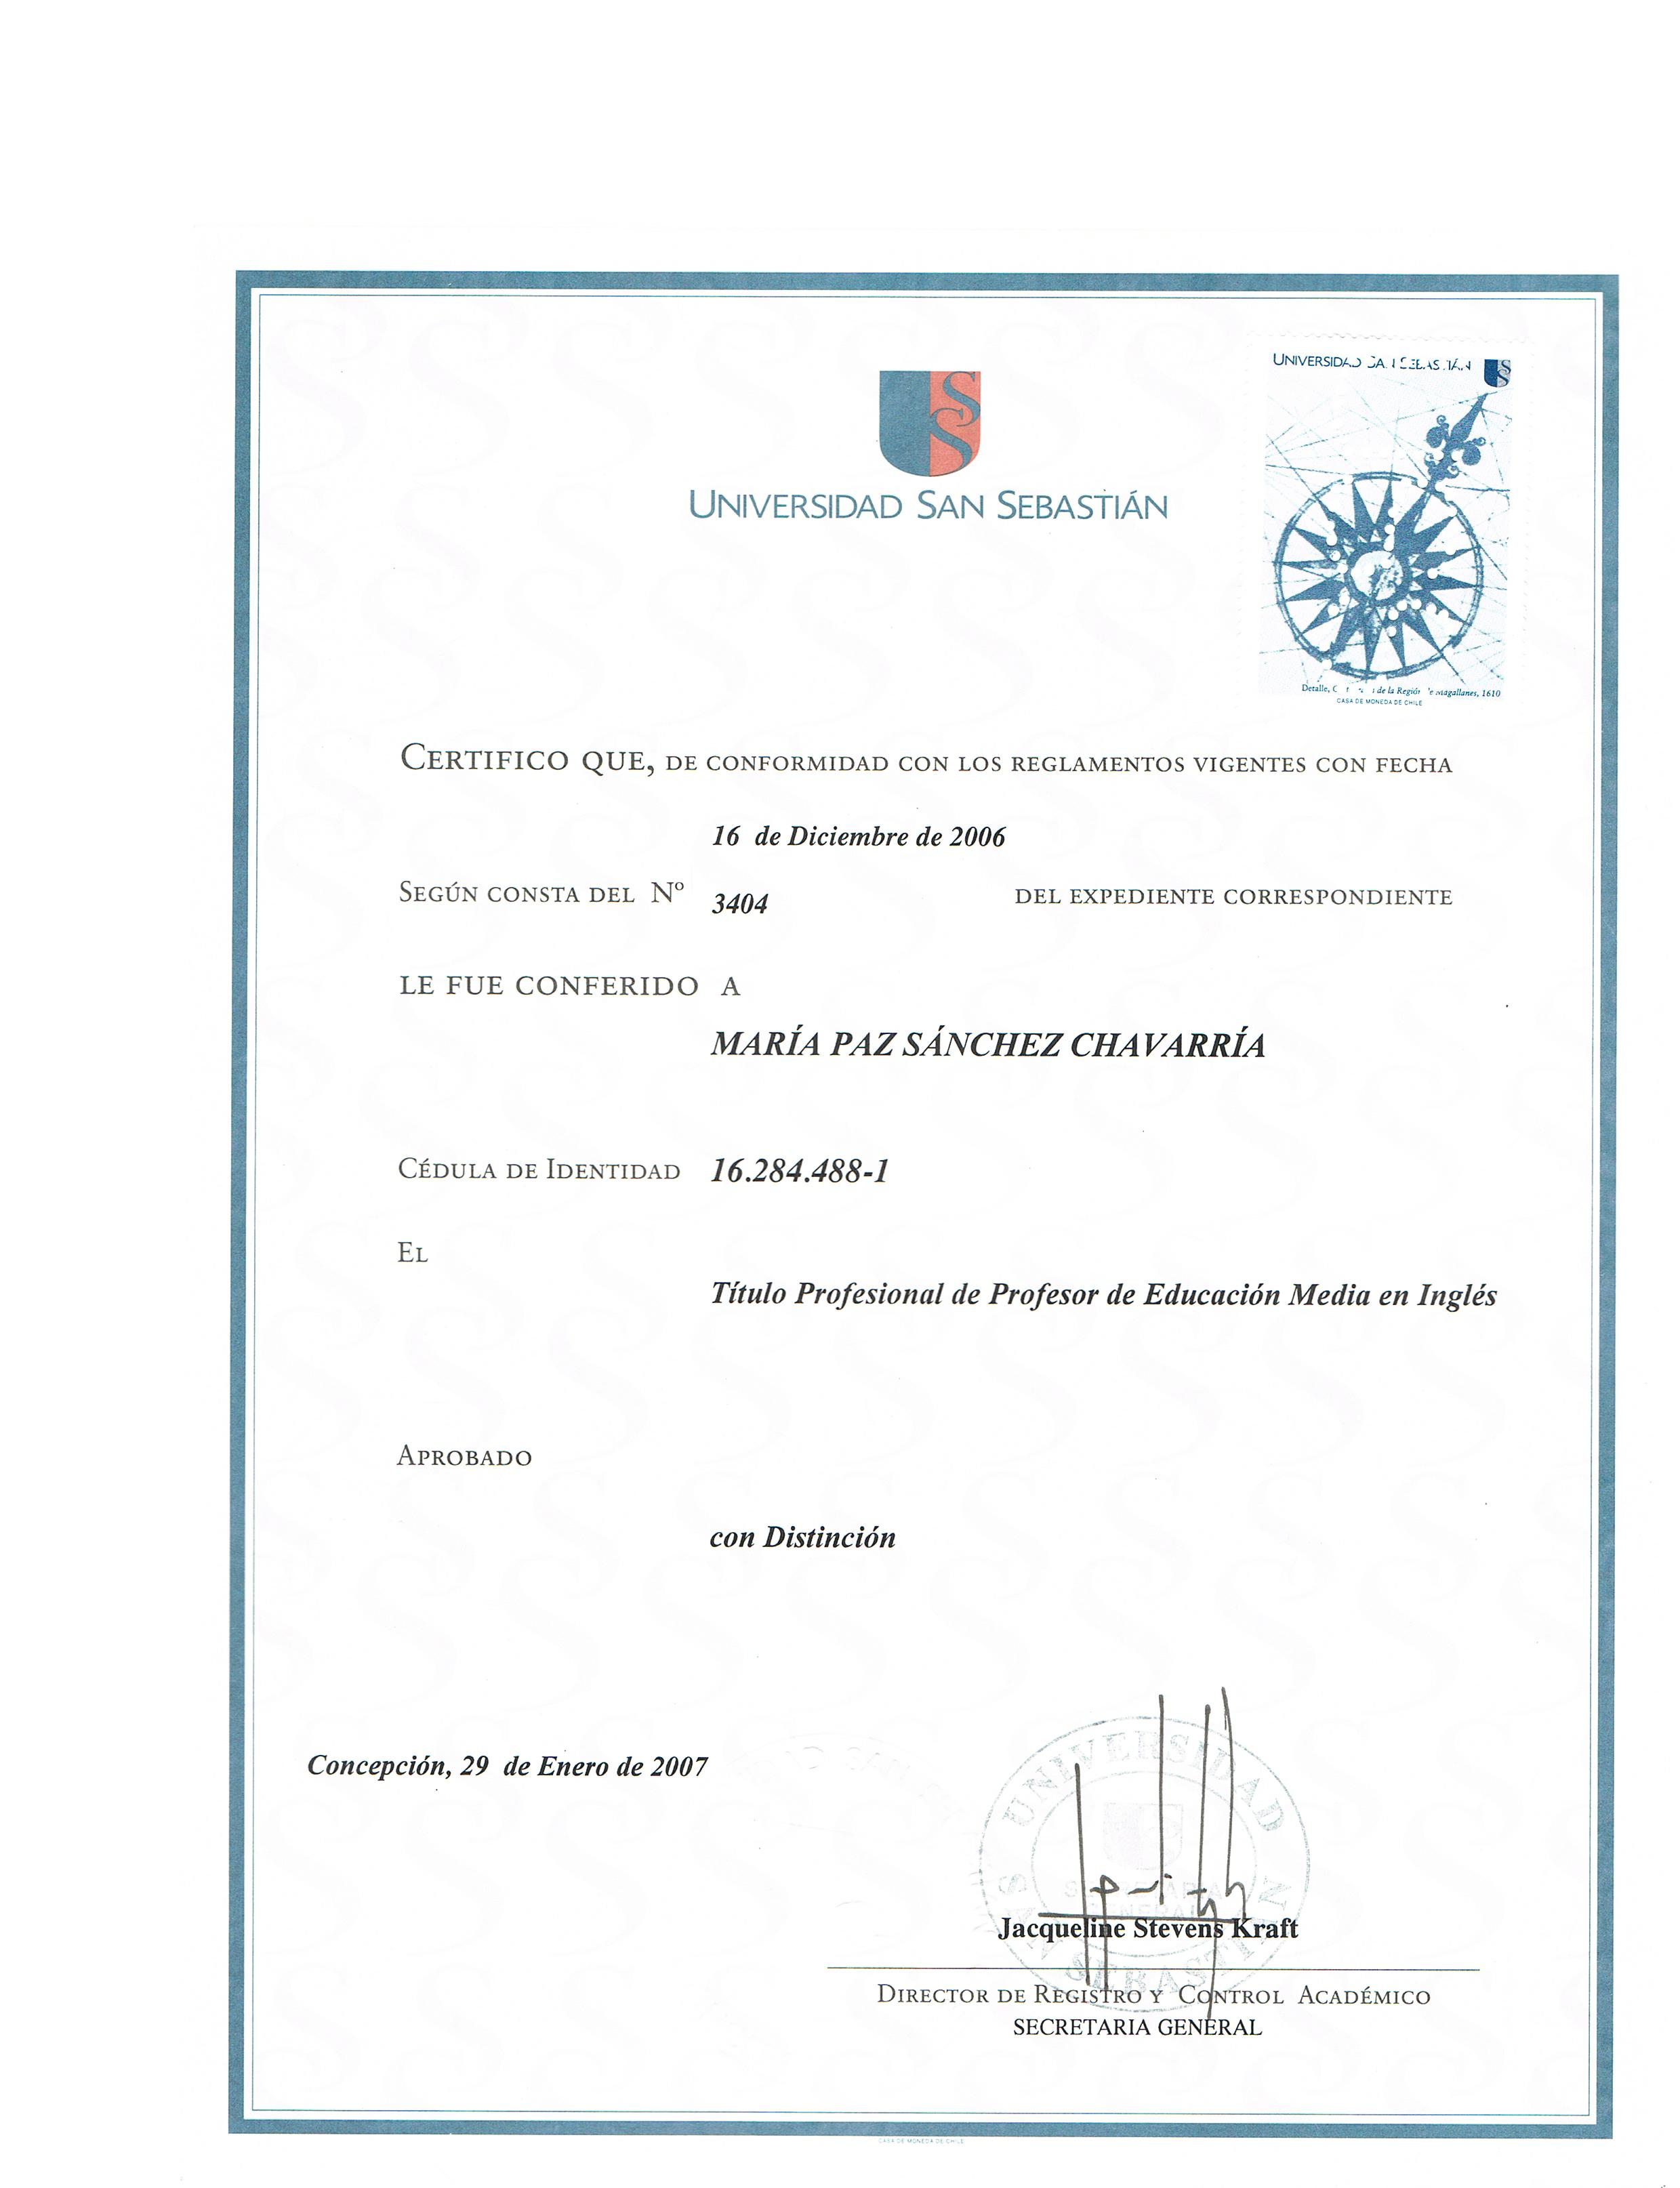 UNIVERSIDAD SAN SEBASTIÁN
UNIVERSIDAD SAN SEBASTIÁN
Detalle, de la Región de Magallanes, 1610
CASA DE MONEDA DE CHILE
CERTIFICO QUE, DE CONFORMIDAD CON LOS REGLAMENTOS VIGENTES CON FECHA
16 de Diciembre de 2006
SEGÚN CONSTA DEL Nº 3404 DEL EXPEDIENTE CORRESPONDIENTE
LE FUE CONFERIDO A
MARÍA PAZ SÁNCHEZ CHAVARRÍA
CÉDULA DE IDENTIDAD 16.284.488-1
EL
Título Profesional de Profesor de Educación Media en Inglés
APROBADO
con Distinción
Concepción, 29 de Enero de 2007
UNIVERSIDAD
SAN SEBASTIÁN
SECRETARIA
GENERAL
Jacqueline Stevens Kraft
DIRECTOR DE REGISTRO Y CONTROL ACADÉMICO
SECRETARIA GENERAL
CASA DE MONEDA DE CHILE